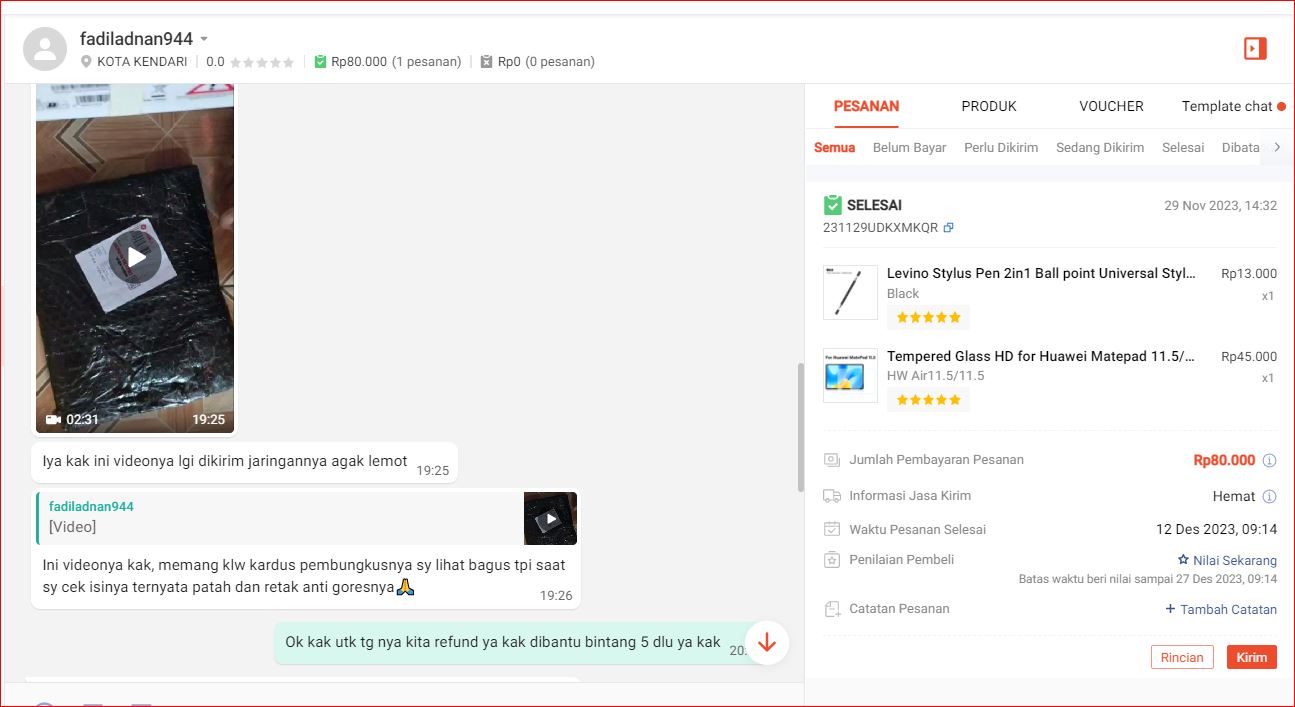 fadiladnan944
KOTA KENDARI | 0.0 | Rp80.000 (1 pesanan) | Rp0 (0 pesanan)
02:31 19:25
Iya kak ini videonya lgi dikirim jaringannya agak lemot 19:25
fadiladnan944
[Video]
Ini videonya kak, memang klw kardus pembungkusnya sy lihat bagus tpi saat
sy cek isinya ternyata patah dan retak anti goresnya🙏 19:26
Ok kak utk tg nya kita refund ya kak dibantu bintang 5 dlu ya kak
PESANAN PRODUK VOUCHER Template chat
Semua Belum Bayar Perlu Dikirim Sedang Dikirim Selesai Dibata
SELESAI 29 Nov 2023, 14:32
231129UDKXMKQR
Levino Stylus Pen 2in1 Ball point Universal Styl... Rp13.000
Black x1
For Huawei MatePad 11.5
Tempered Glass HD for Huawei Matepad 11.5/... Rp45.000
HW Air11.5/11.5 x1
Jumlah Pembayaran Pesanan Rp80.000
Informasi Jasa Kirim Hemat
Waktu Pesanan Selesai 12 Des 2023, 09:14
Penilaian Pembeli Nilai Sekarang
Batas waktu beri nilai sampai 27 Des 2023, 09:14
Catatan Pesanan + Tambah Catatan
Rincian Kirim